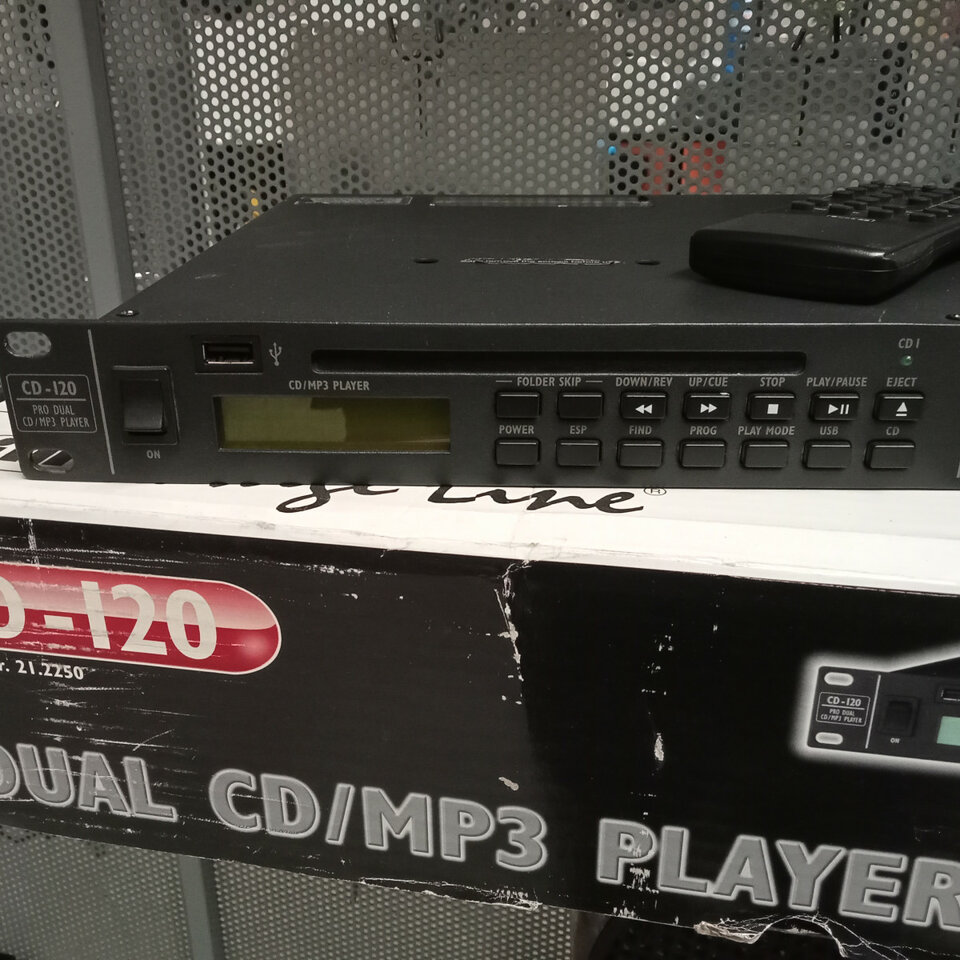 CD I
CD-120
PRO DUAL
CD/MP3 PLAYER
ON
CD/MP3 PLAYER
FOLDER SKIP DOWN/REV UP/CUE STOP PLAY/PAUSE EJECT
POWER ESP FIND PROG PLAY MODE USB CD
Line®
-120
r. 21.2250
CD-120
PRO DUAL
CD/MP3 PLAYER
ON
DUAL CD/MP3 PLAYER